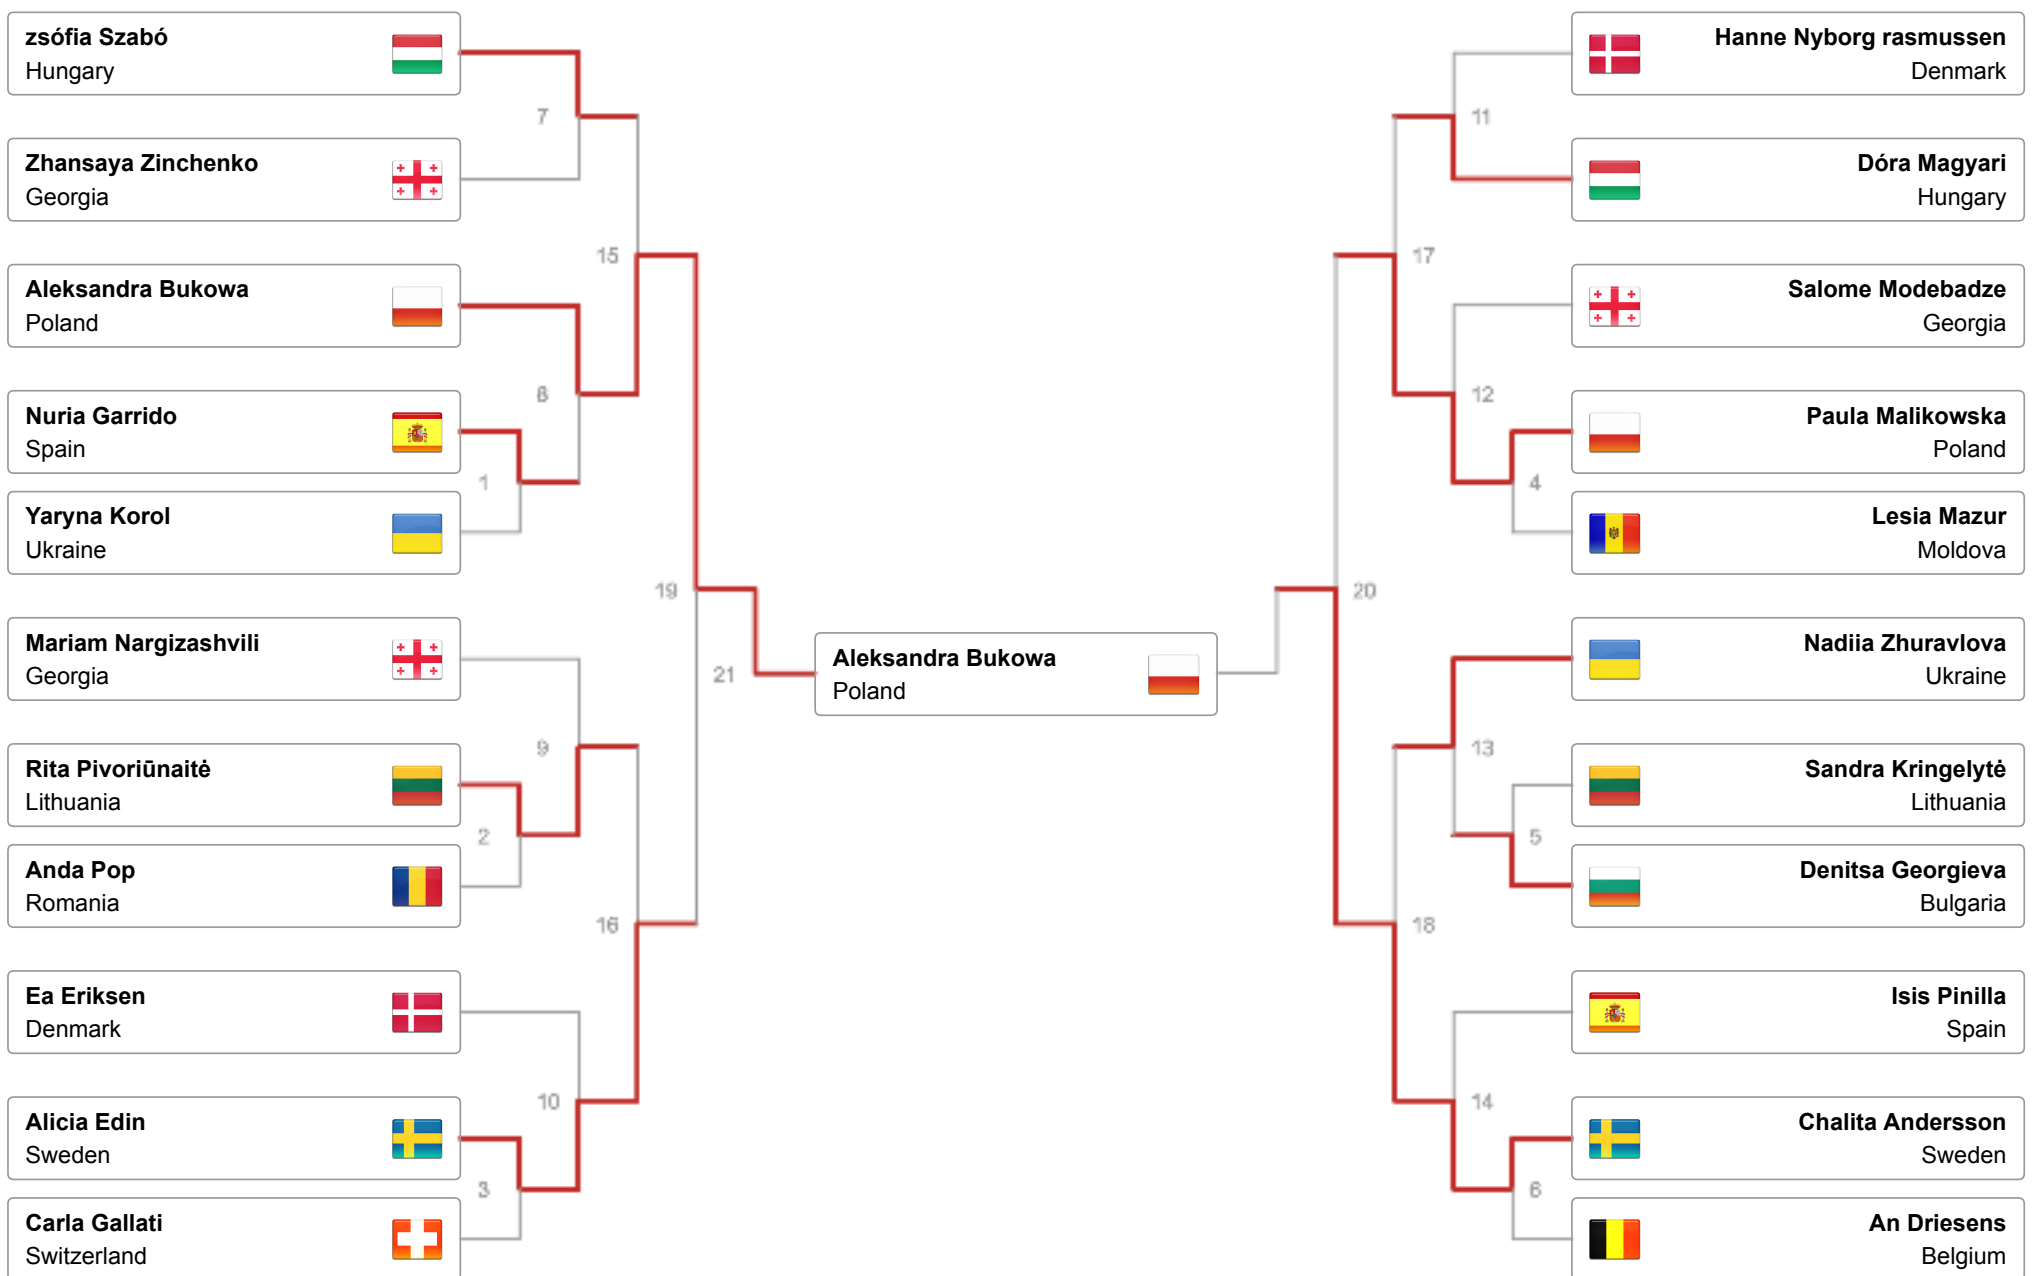 zsófia Szabó
Hungary
7
Zhansaya Zinchenko
Georgia
15
Aleksandra Bukowa
Poland
8
Nuria Garrido
Spain
1
Yaryna Korol
Ukraine
19
Mariam Nargizashvili
Georgia
9
Rita Pivoriūnaitė
Lithuania
2
Anda Pop
Romania
16
Ea Eriksen
Denmark
10
Alicia Edin
Sweden
3
Carla Gallati
Switzerland
21
Aleksandra Bukowa
Poland
Hanne Nyborg rasmussen
Denmark
11
Dóra Magyari
Hungary
17
Salome Modebadze
Georgia
12
Paula Malikowska
Poland
4
Lesia Mazur
Moldova
20
Nadiia Zhuravlova
Ukraine
13
Sandra Kringelytė
Lithuania
5
Denitsa Georgieva
Bulgaria
18
Isis Pinilla
Spain
14
Chalita Andersson
Sweden
6
An Driesens
Belgium